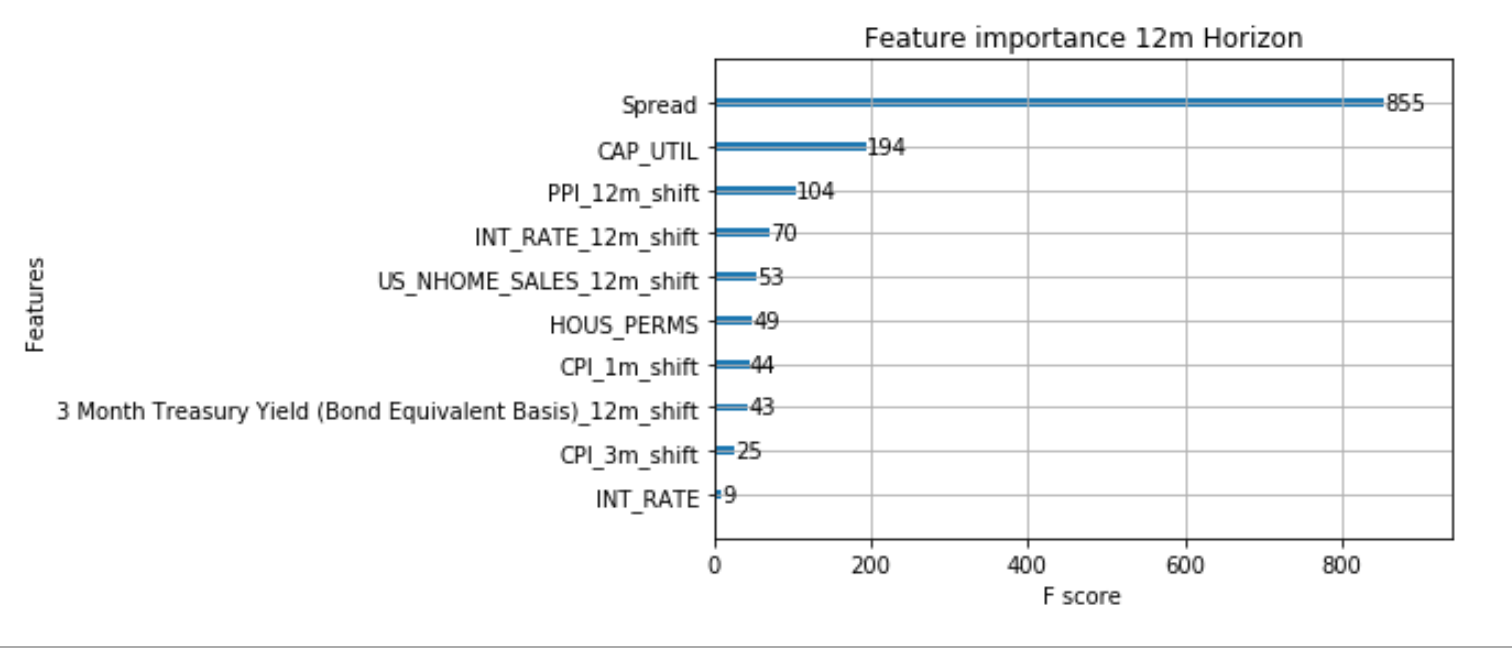 Feature importance 12m Horizon
Features
Spread
855
CAP_UTIL
194
PPI_12m_shift
104
INT_RATE_12m_shift
70
US_NHOME_SALES_12m_shift
53
HOUS_PERMS
49
CPI_1m_shift
44
3 Month Treasury Yield (Bond Equivalent Basis)_12m_shift
43
CPI_3m_shift
25
INT_RATE
9
0 200 400 600 800
F score